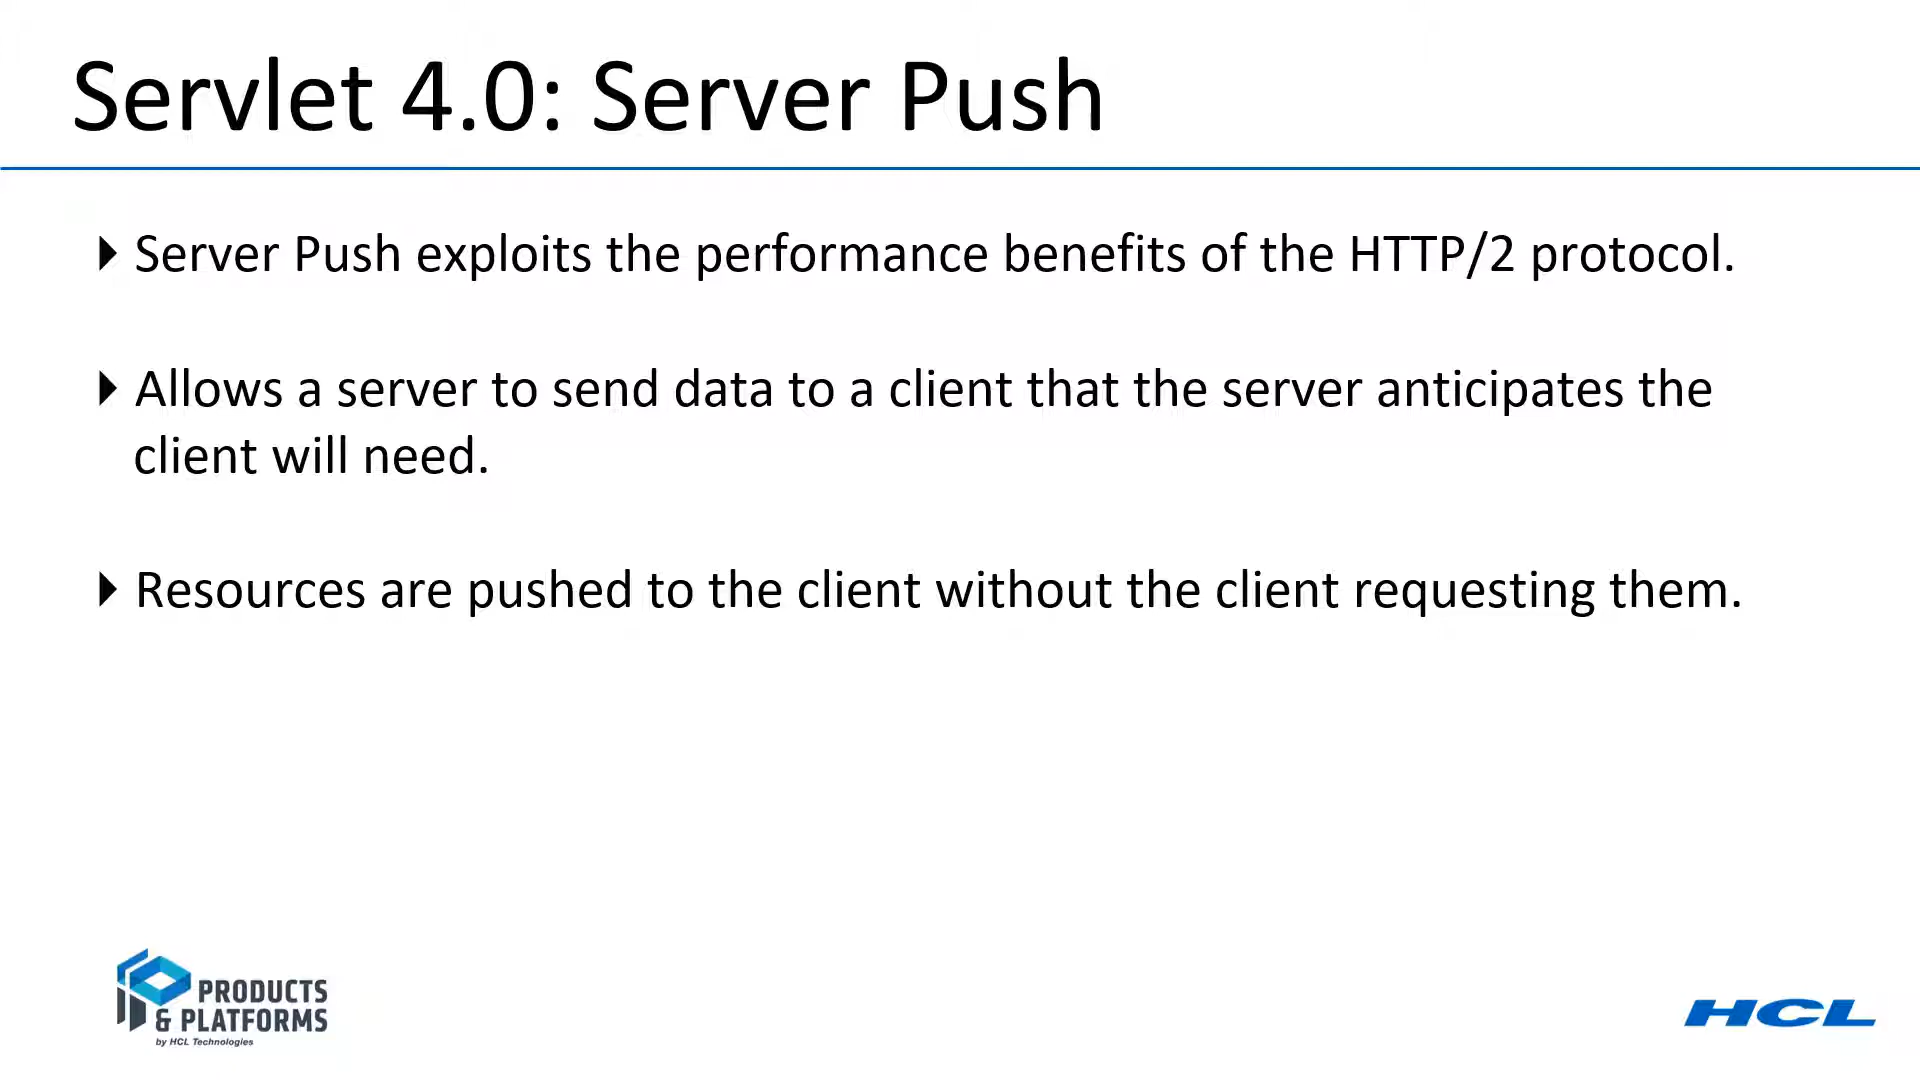 Servlet 4.0: Server Push
Server Push exploits the performance benefits of the HTTP/2 protocol.
Allows a server to send data to a client that the server anticipates the
client will need.
Resources are pushed to the client without the client requesting them.
PRODUCTS
& PLATFORMS
by HCL Technologies
HCL